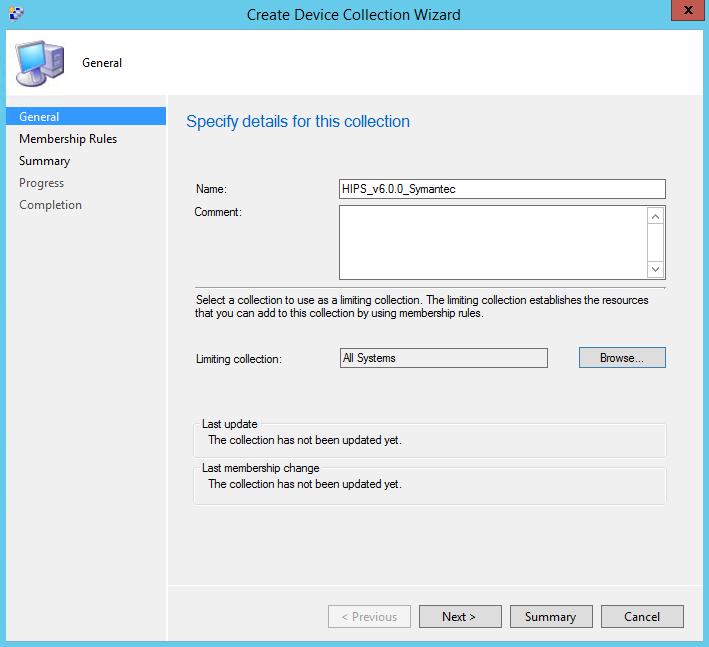 Create Device Collection Wizard
x
General
General
Membership Rules
Summary
Progress
Completion
Specify details for this collection
Name:
HIPS_v6.0.0_Symantec
Comment:
Select a collection to use as a limiting collection. The limiting collection establishes the resources
that you can add to this collection by using membership rules.
Limiting collection:
All Systems
Browse...
Last update
The collection has not been updated yet.
Last membership change
The collection has not been updated yet.
< Previous
Next >
Summary
Cancel